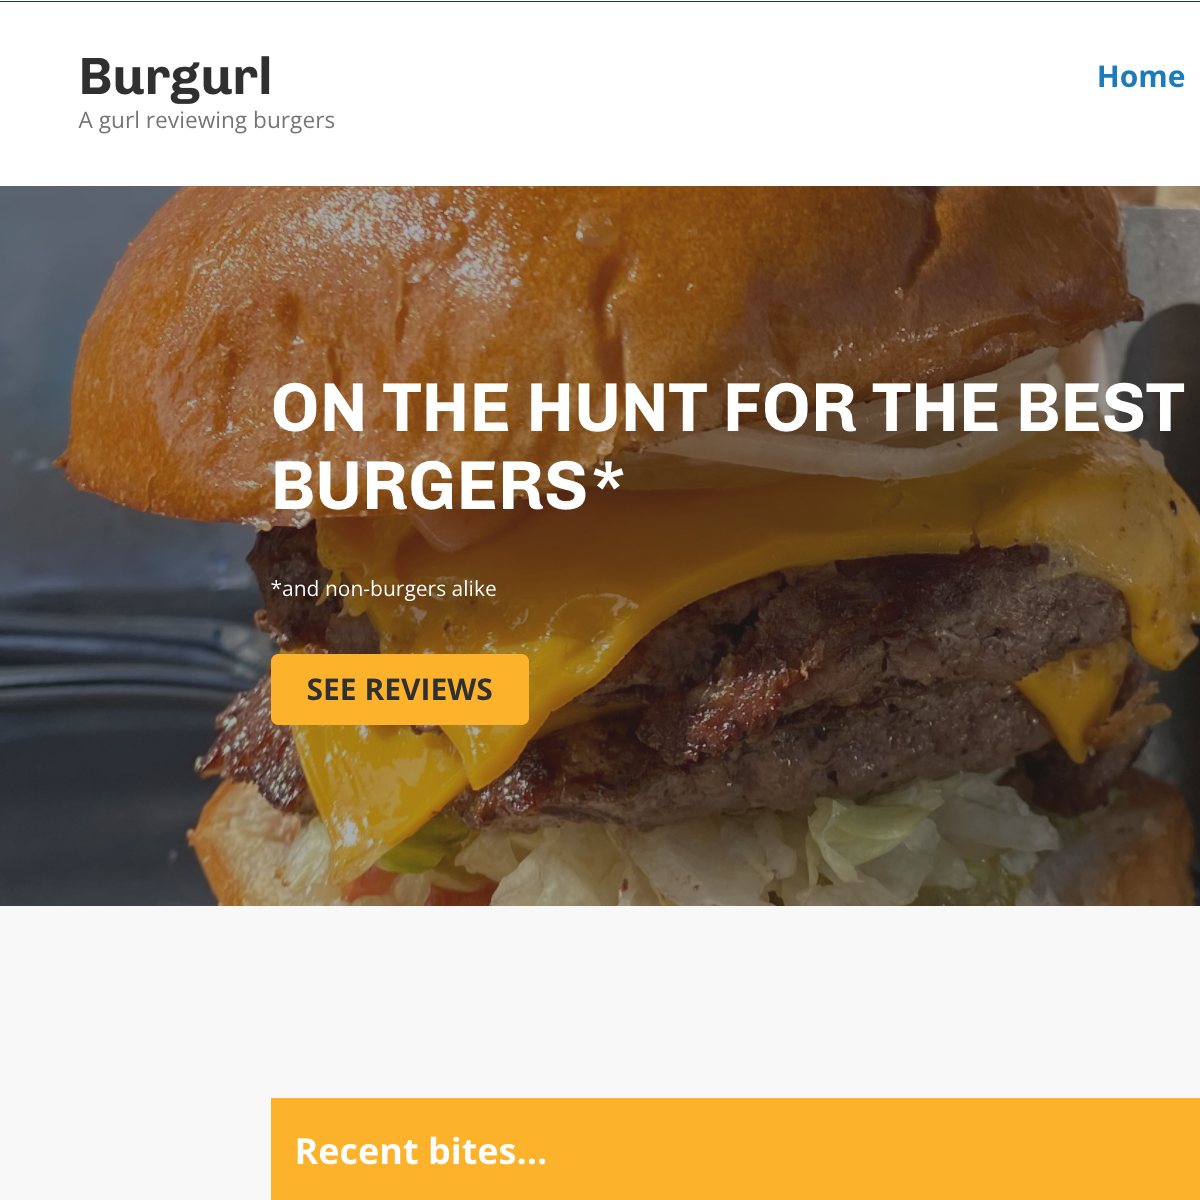 Burgurl
A gurl reviewing burgers
Home
ON THE HUNT FOR THE BEST
BURGERS*
*and non-burgers alike
SEE REVIEWS
Recent bites...